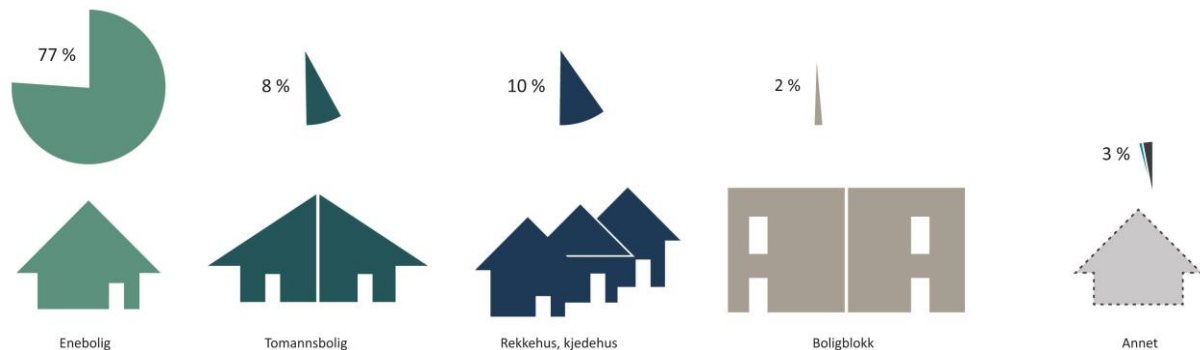 77 %
8 %
10 %
2 %
3 %
Enebolig
Tomannsbolig
Rekkehus, kjedehus
Boligblokk
Annet